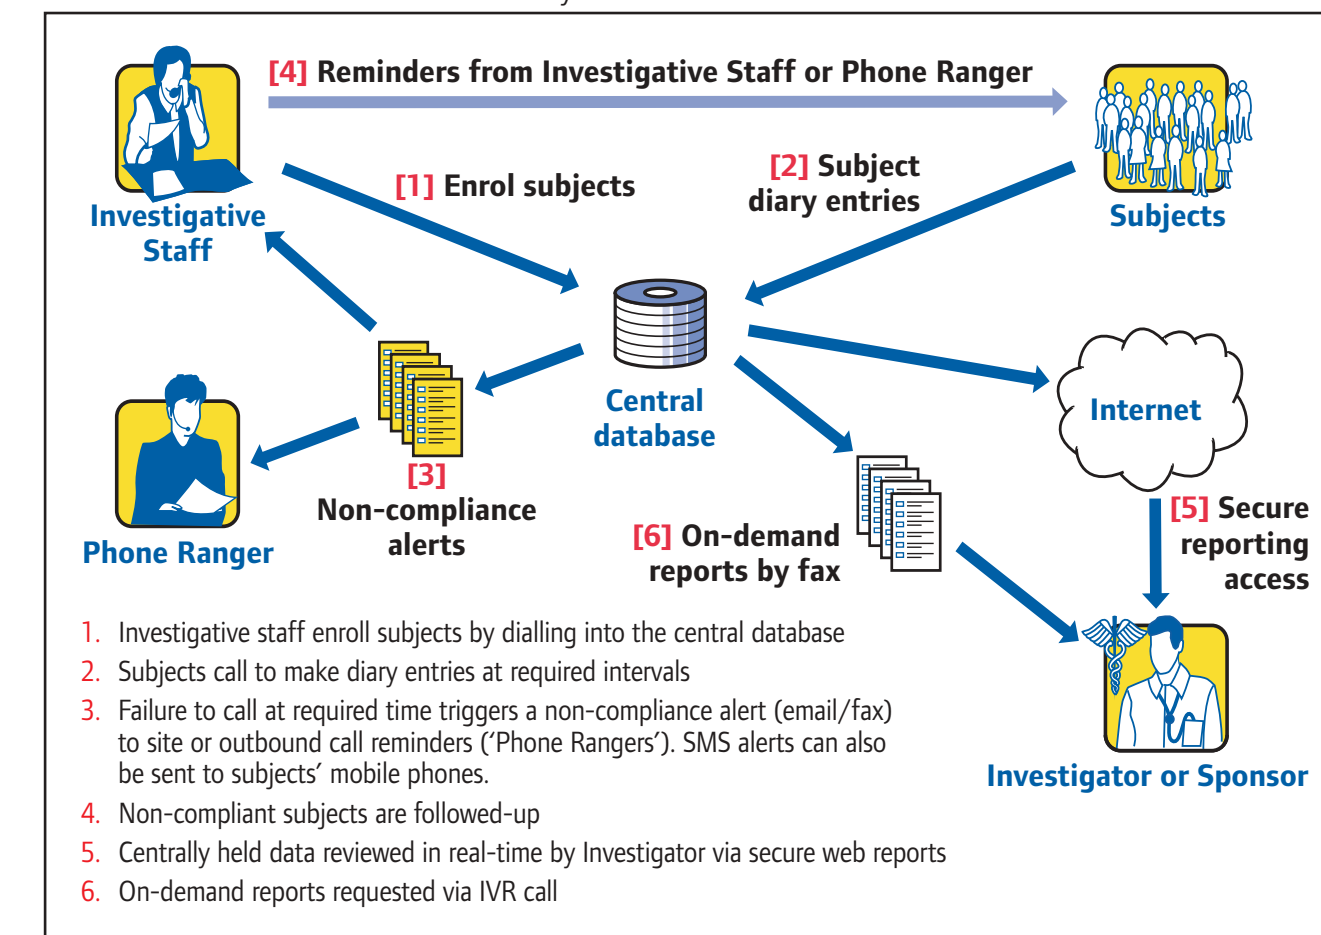 [4] Reminders from Investigative Staff or Phone Ranger
[1] Enrol subjects
[2] Subject
diary entries
Investigative
Staff
Subjects
Central
database
Internet
[3]
Non-compliance
alerts
Phone Ranger
[6] On-demand
reports by fax
[5] Secure
reporting
access
Investigator or Sponsor
1. Investigative staff enroll subjects by dialling into the central database
2. Subjects call to make diary entries at required intervals
3. Failure to call at required time triggers a non-compliance alert (email/fax)
to site or outbound call reminders (‘Phone Rangers’). SMS alerts can also
be sent to subjects’ mobile phones.
4. Non-compliant subjects are followed-up
5. Centrally held data reviewed in real-time by Investigator via secure web reports
6. On-demand reports requested via IVR call